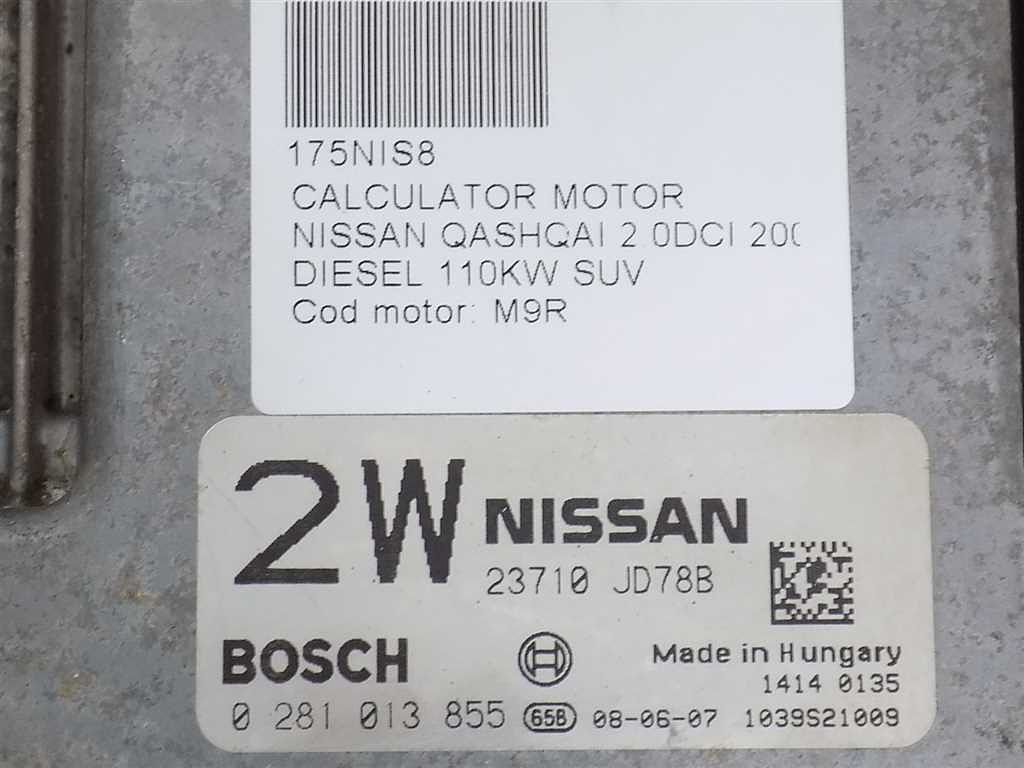 175NIS8
CALCULATOR MOTOR
NISSAN QASHQAI 2.0DCI
DIESEL 110KW SUV
Cod motor: M9R
2W NISSAN
23710 JD78B
BOSCH Made in Hungary
1414 0135
0 281 013 855 65B 08-06-07 1039S21009